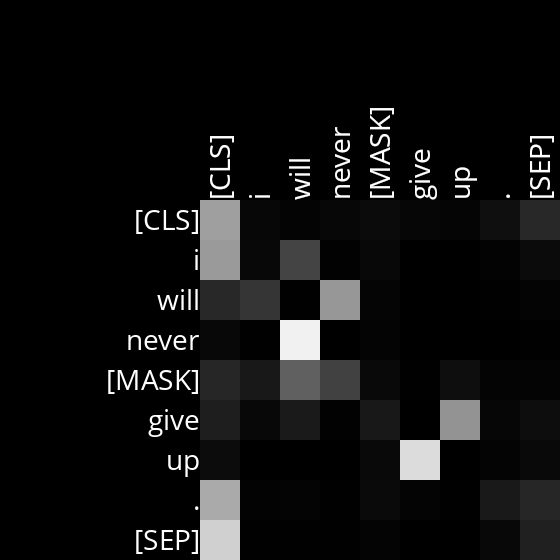 [CLS] i will never [MASK] give up . [SEP]
[CLS]
i
will
never
[MASK]
give
up
.
[SEP]